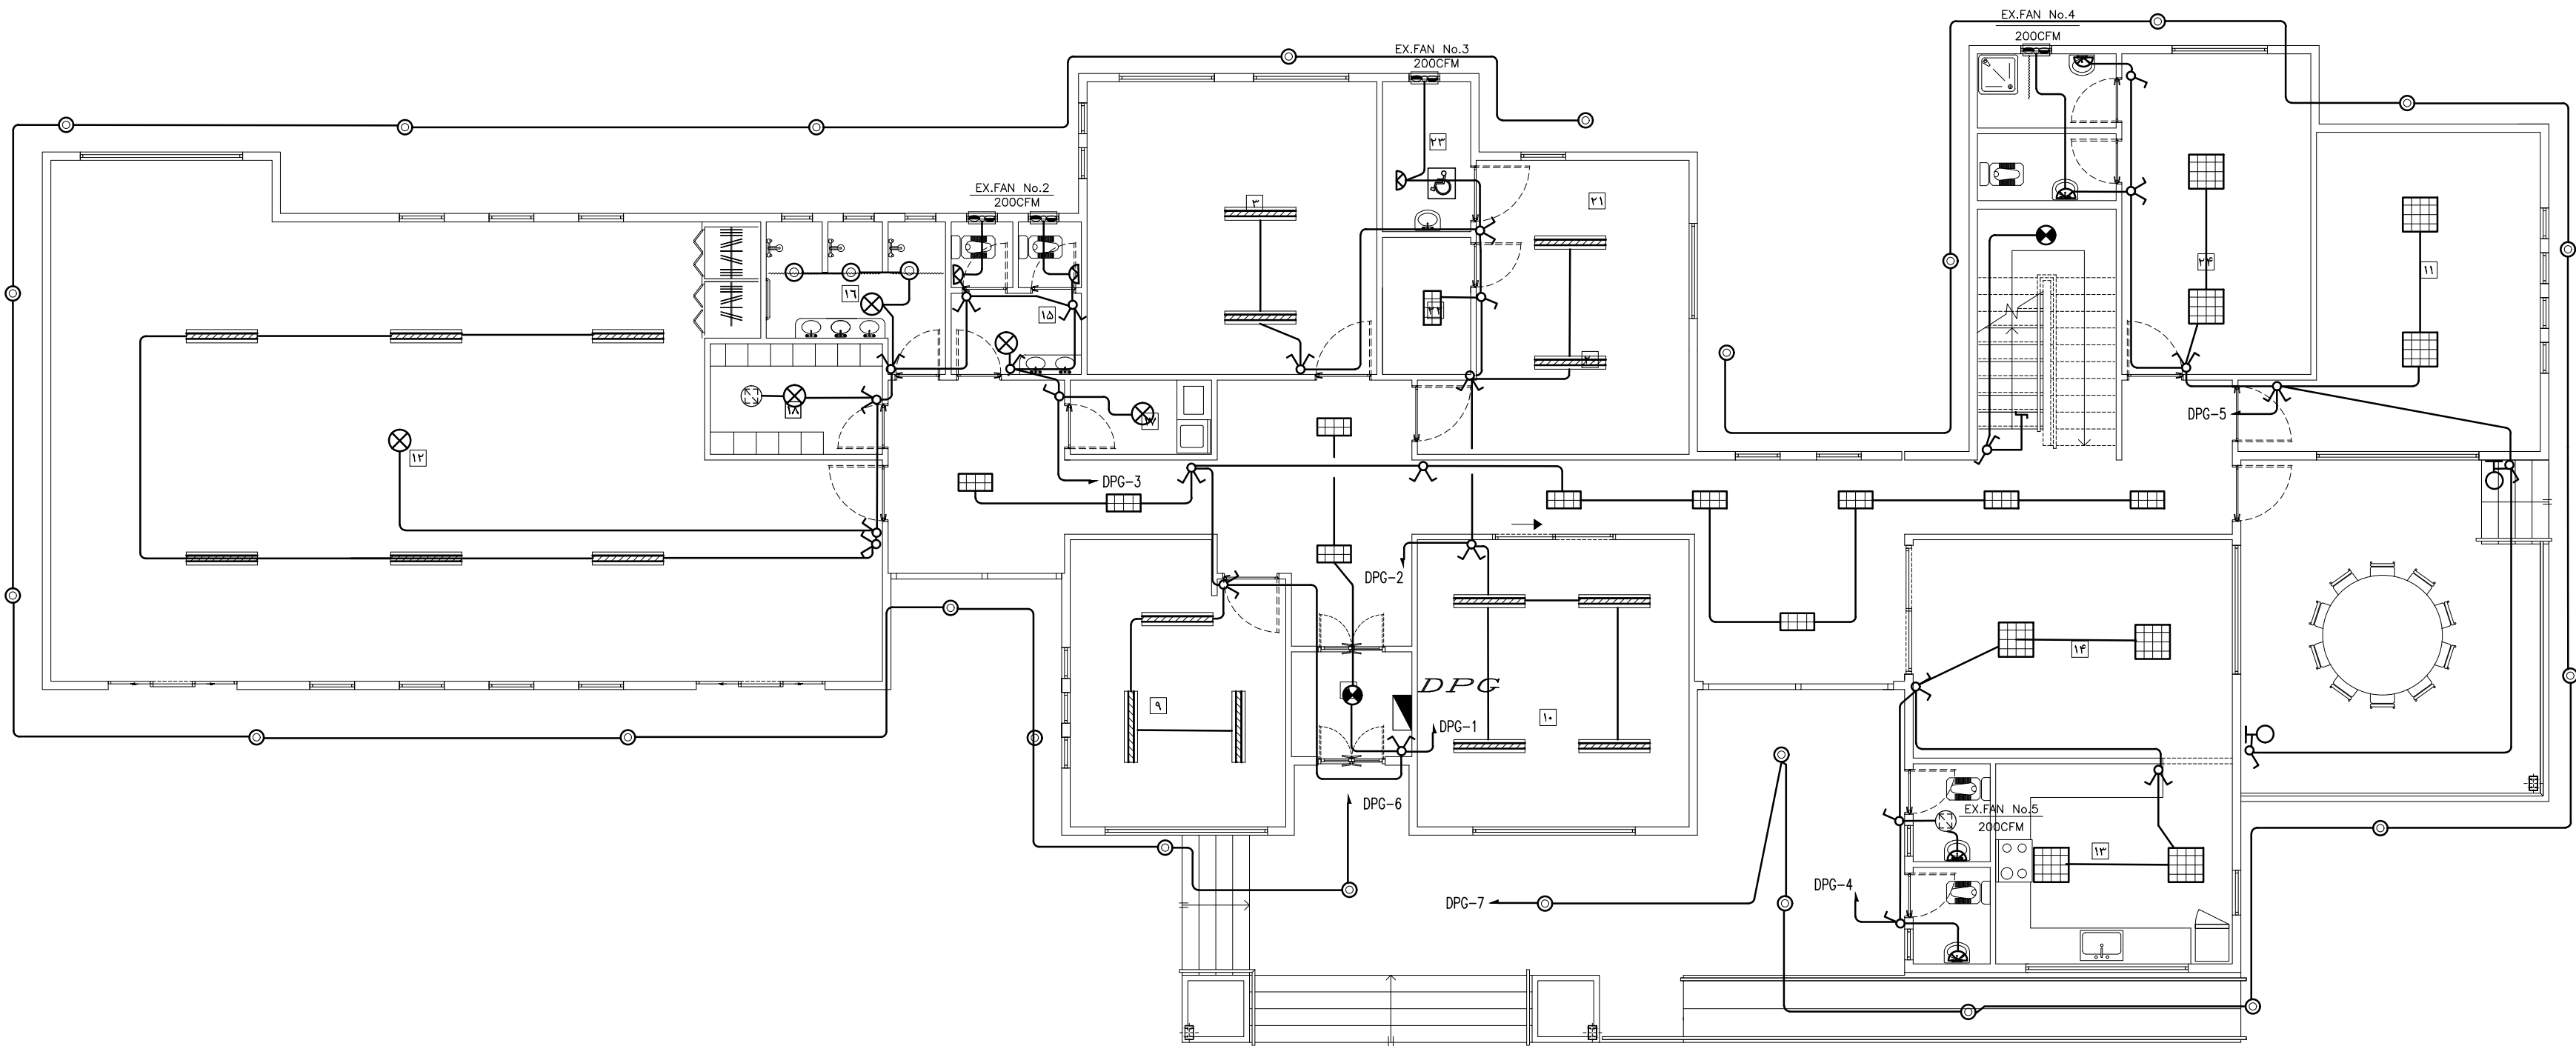 EX.FAN No.4
200CFM
EX.FAN No.3
200CFM
۲۳
EX.FAN No.2
200CFM
۳
۲۱
۲۴
۱۱
۱۶
۱۵
۱۸
۱۲
DPG-5
DPG-3
DPG-2
۱۴
DPG
۹
۱۰
DPG-1
DPG-6
EX.FAN No.5
200CFM
۱۳
DPG-4
DPG-7